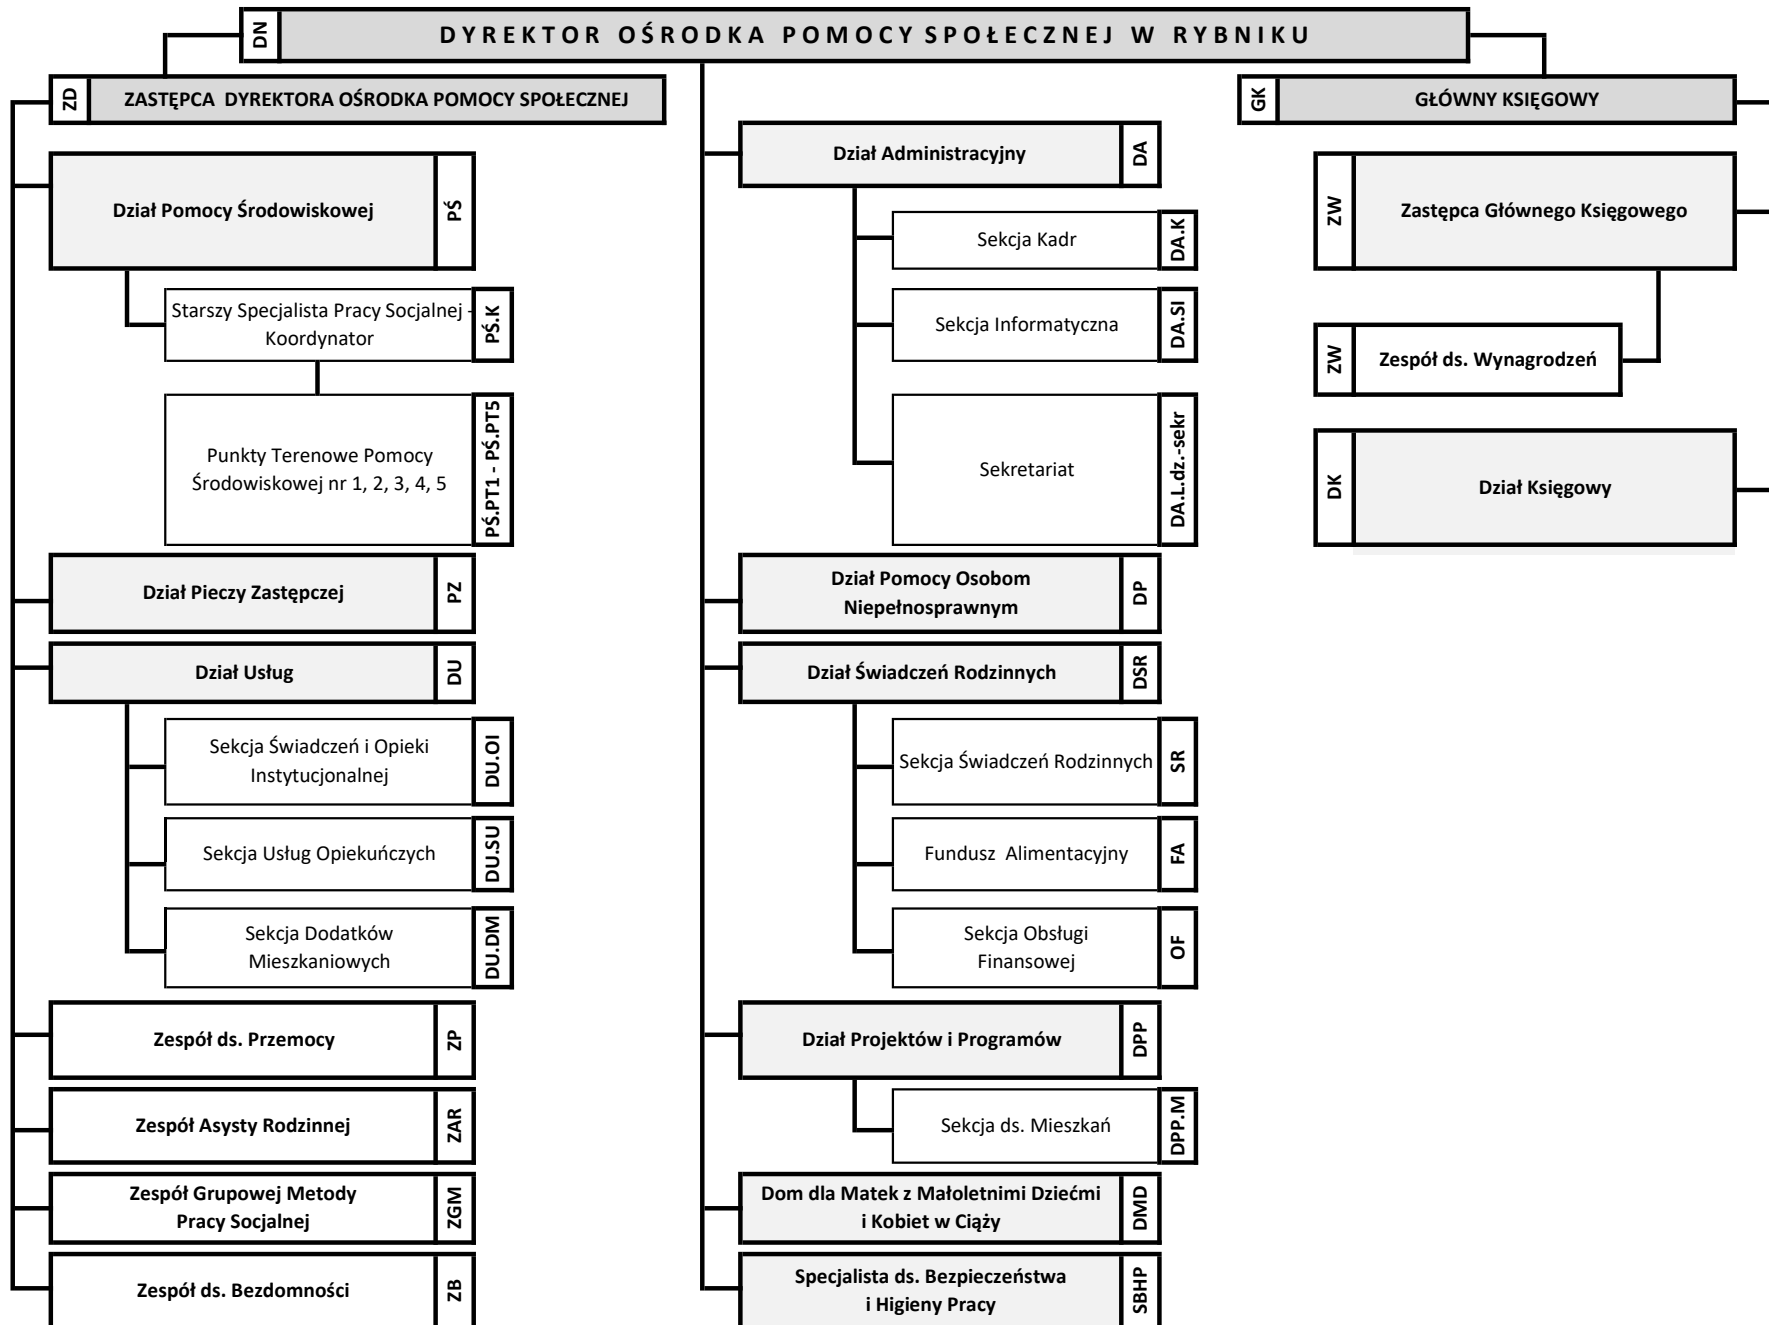 DN
DYREKTOR OŚRODKA POMOCY SPOŁECZNEJ W RYBNIKU
ZD
ZASTĘPCA DYREKTORA OŚRODKA POMOCY SPOŁECZNEJ
GK
GŁÓWNY KSIĘGOWY
Dział Pomocy Środowiskowej
PŚ
Starszy Specjalista Pracy Socjalnej -
Koordynator
PŚ.K
Punkty Terenowe Pomocy
Środowiskowej nr 1, 2, 3, 4, 5
PŚ.PT1 - PŚ.PT5
Dział Pieczy Zastępczej
PZ
Dział Usług
DU
Sekcja Świadczeń i Opieki
Instytucjonalnej
DU.OI
Sekcja Usług Opiekuńczych
DU.SU
Sekcja Dodatków
Mieszkaniowych
DU.DM
Zespół ds. Przemocy
ZP
Zespół Asysty Rodzinnej
ZAR
Zespół Grupowej Metody
Pracy Socjalnej
ZGM
Zespół ds. Bezdomności
ZB
Dział Administracyjny
DA
Sekcja Kadr
DA.K
Sekcja Informatyczna
DA.SI
Sekretariat
DA.L.dz.-sekr
Dział Pomocy Osobom
Niepełnosprawnym
DP
Dział Świadczeń Rodzinnych
DSR
Sekcja Świadczeń Rodzinnych
SR
Fundusz Alimentacyjny
FA
Sekcja Obsługi
Finansowej
OF
Dział Projektów i Programów
DPP
Sekcja ds. Mieszkań
DPP.M
Dom dla Matek z Małoletnimi Dziećmi
i Kobiet w Ciąży
DMD
Specjalista ds. Bezpieczeństwa
i Higieny Pracy
SBHP
ZW
Zastępca Głównego Księgowego
ZW
Zespół ds. Wynagrodzeń
DK
Dział Księgowy